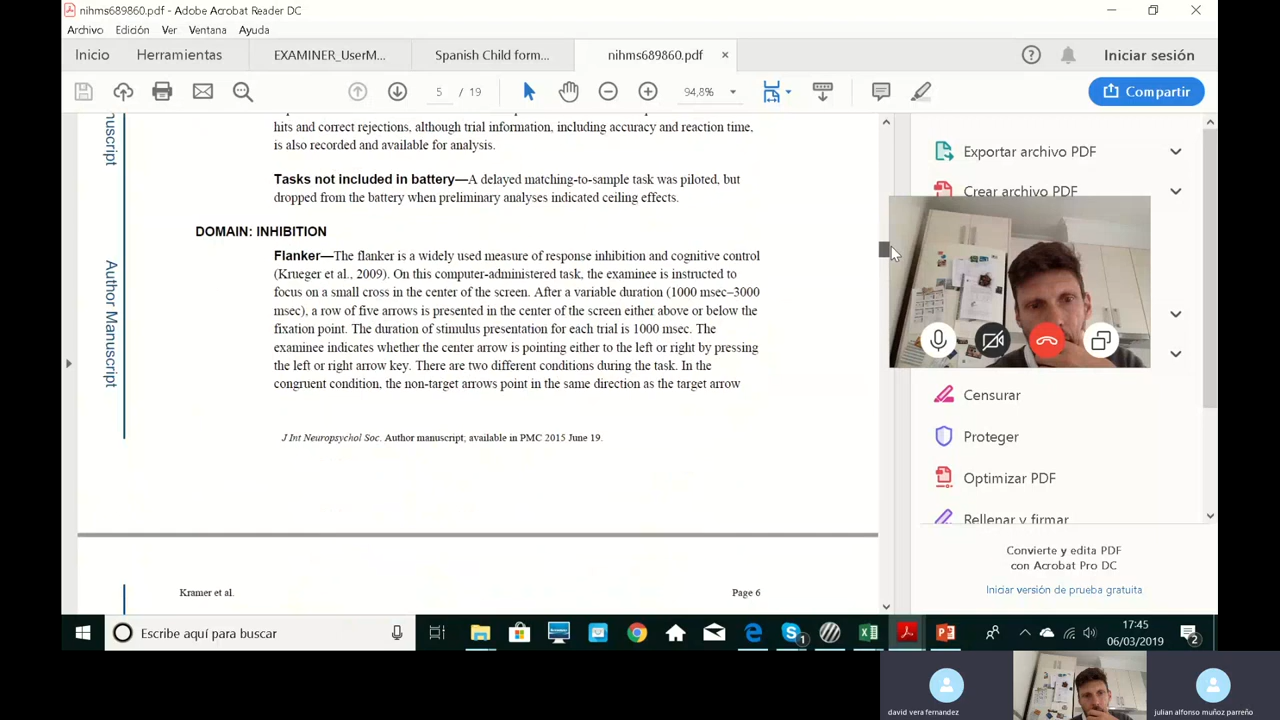 nihms689860.pdf - Adobe Acrobat Reader DC
Archivo Edición Ver Ventana Ayuda
Inicio Herramientas EXAMINER_UserM... Spanish Child form... nihms689860.pdf × Iniciar sesión
5 / 19 94,8% Compartir
hits and correct rejections, although trial information, including accuracy and reaction time,
is also recorded and available for analysis.
Tasks not included in battery—A delayed matching-to-sample task was piloted, but
dropped from the battery when preliminary analyses indicated ceiling effects.
DOMAIN: INHIBITION
Flanker—The flanker is a widely used measure of response inhibition and cognitive control
(Krueger et al., 2009). On this computer-administered task, the examinee is instructed to
focus on a small cross in the center of the screen. After a variable duration (1000 msec–3000
msec), a row of five arrows is presented in the center of the screen either above or below the
fixation point. The duration of stimulus presentation for each trial is 1000 msec. The
examinee indicates whether the center arrow is pointing either to the left or right by pressing
the left or right arrow key. There are two different conditions during the task. In the
congruent condition, the non-target arrows point in the same direction as the target arrow
J Int Neuropsychol Soc. Author manuscript; available in PMC 2015 June 19.
Kramer et al. Page 6
nuscript
Author Manuscript
Exportar archivo PDF
Crear archivo PDF
Censurar
Proteger
Optimizar PDF
Rellenar y firmar
Convierte y edita PDF
con Acrobat Pro DC
Iniciar versión de prueba gratuita
Escribe aquí para buscar
1
17:45
06/03/2019
2
david vera fernandez
julian alfonso muñoz parreño